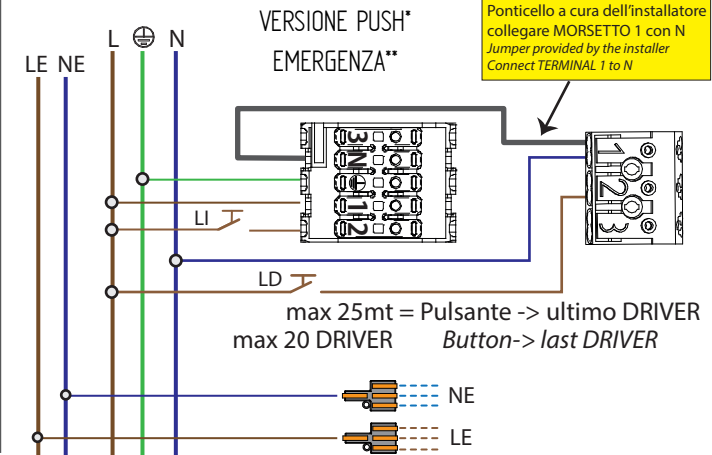 VERSIONE PUSH*
EMERGENZA**
Ponticello a cura dell'installatore
collegare MORSETTO 1 con N
Jumper provided by the installer
Connect TERMINAL 1 to N
L N
LE NE
3
N
1
2
1
2
3
LI
LD
max 25mt = Pulsante -> ultimo DRIVER
max 20 DRIVER Button-> last DRIVER
NE
LE